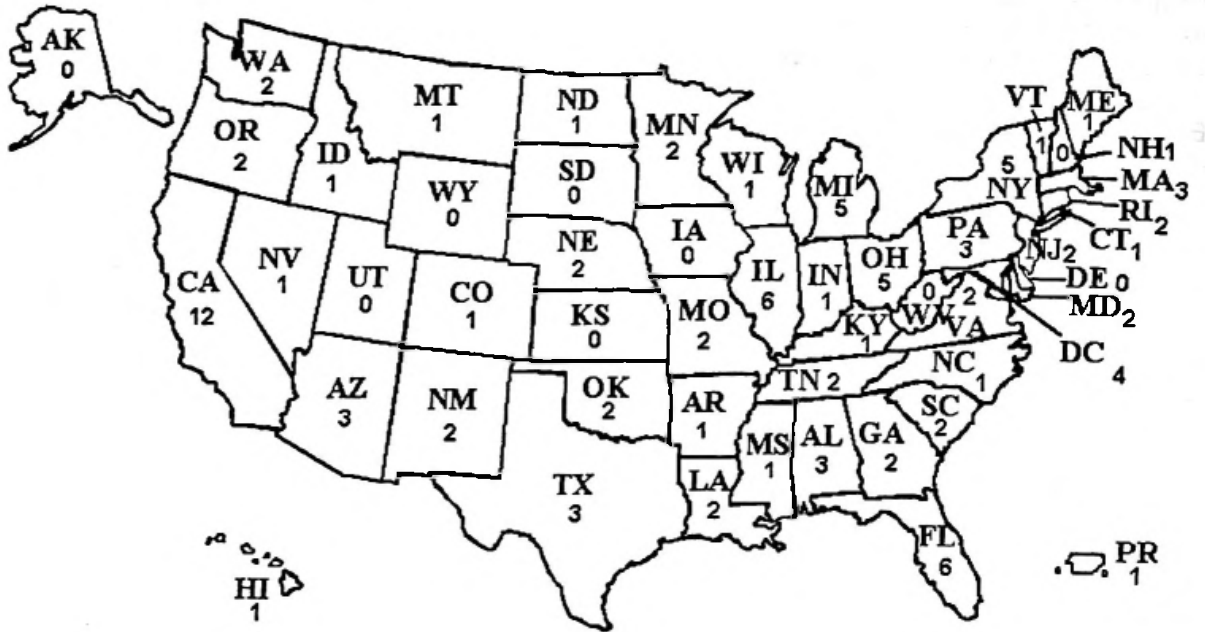 AK
0
WA
2
OR
2
CA
12
ID
1
NV
1
MT
1
WY
0
UT
0
AZ
3
CO
1
NM
2
ND
1
SD
0
NE
2
KS
0
OK
2
TX
3
MN
2
IA
0
MO
2
AR
1
LA
2
WI
1
IL
6
MI
5
IN
1
OH
5
KY
1
TN 2
MS
1
AL
3
GA
2
FL
6
SC
2
NC
1
WV
0
VA
2
PA
3
5
NY
VT
1
0
ME
1
NH1
MA3
RI2
CT1
NJ2
DE 0
0
MD2
DC
4
HI
1
PR
1